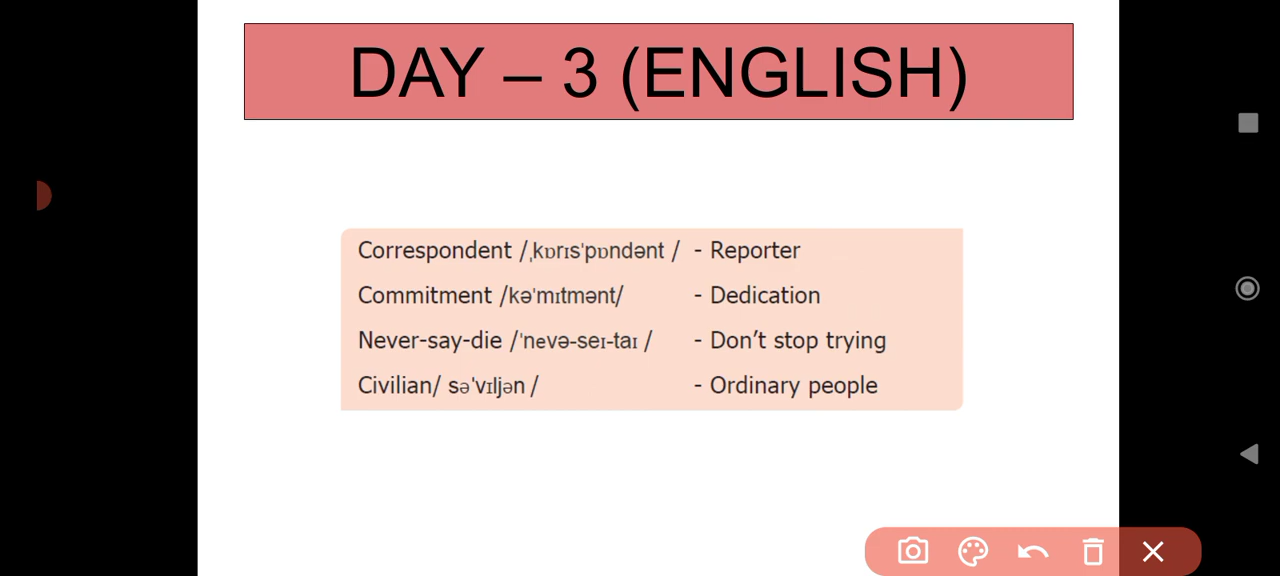 DAY – 3 (ENGLISH)
Correspondent /ˌkɒrɪsˈpɒndənt / - Reporter
Commitment /kəˈmɪtmənt/ - Dedication
Never-say-die /ˈnevə-seɪ-taɪ / - Don’t stop trying
Civilian/ səˈvɪljən / - Ordinary people